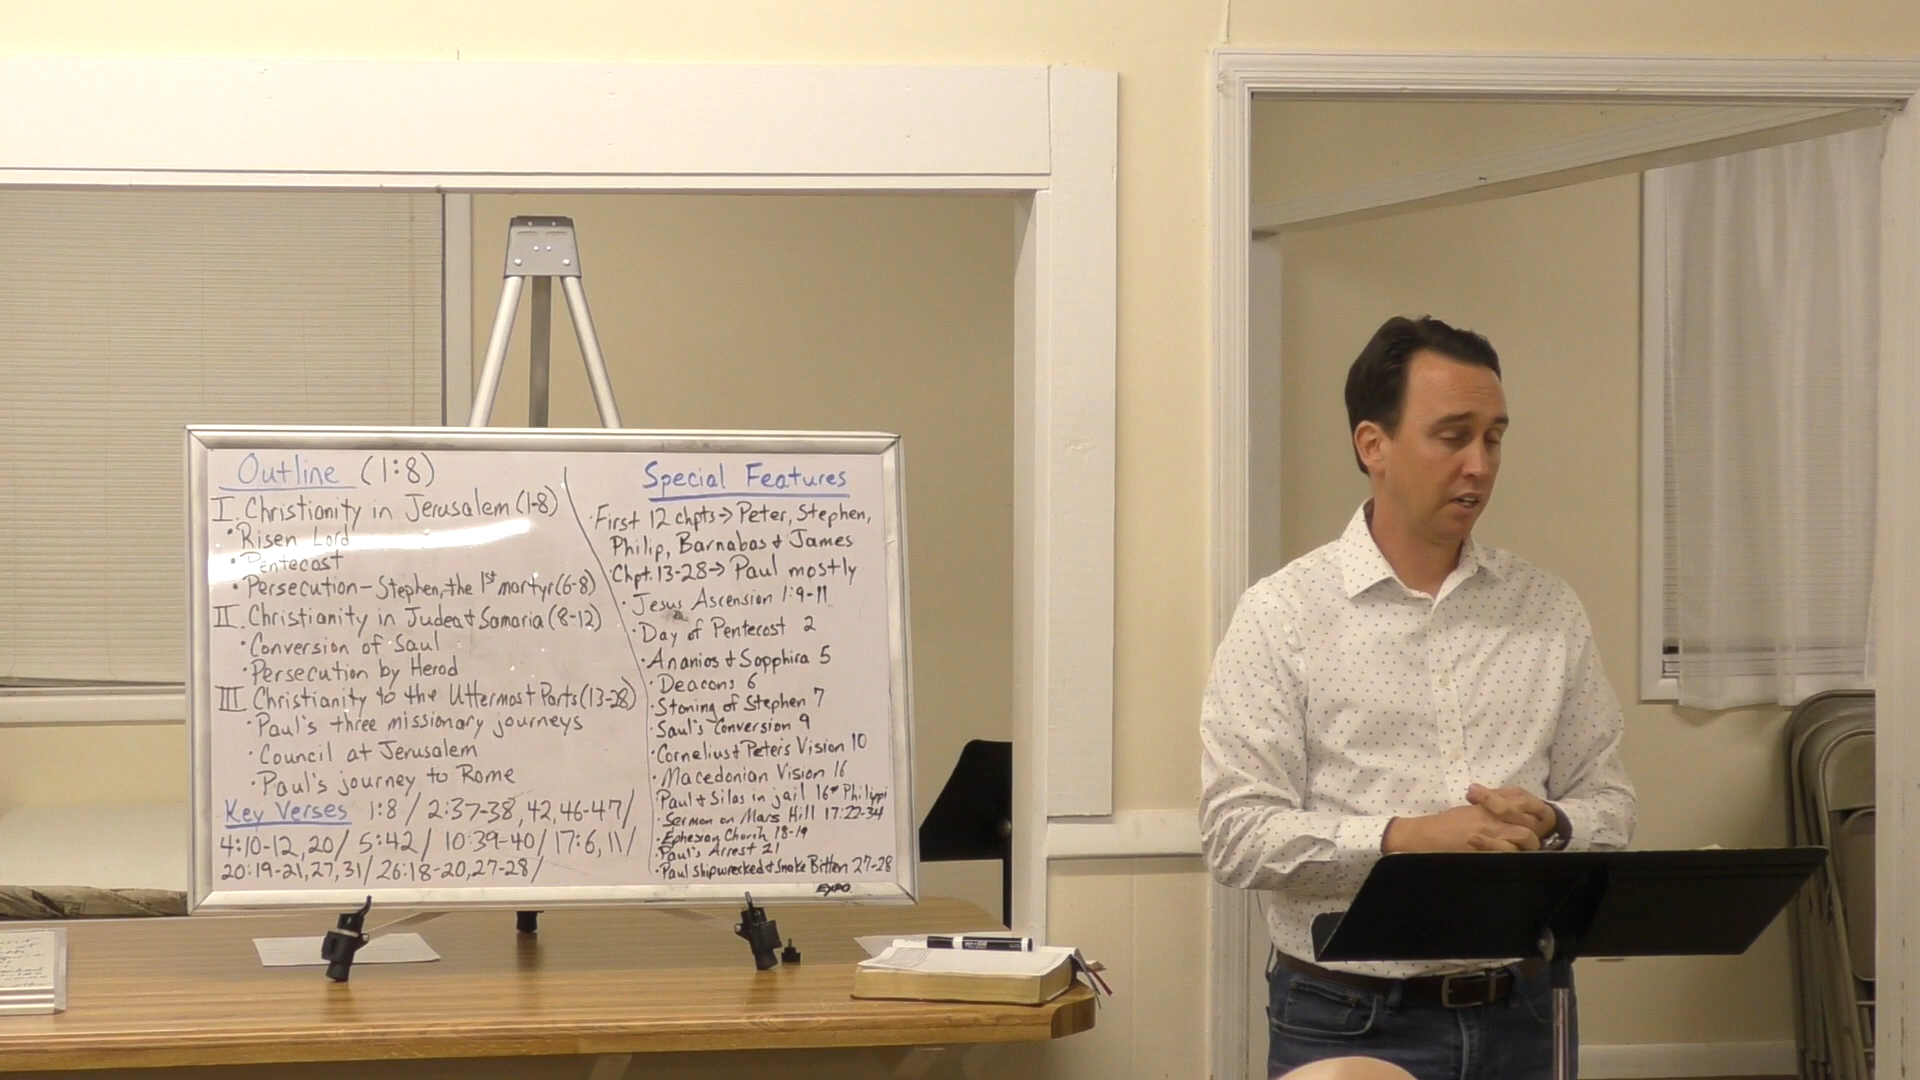 Outline (1:8)
I. Christianity in Jerusalem (1-8)
• Risen Lord
• Pentecost
• Persecution - Stephen, the 1st martyr (6-8)
II. Christianity in Judea & Samaria (8-12)
• Conversion of Saul
• Persecution by Herod
III Christianity to the Uttermost Parts (13-28)
• Paul's three missionary journeys
• Council at Jerusalem
• Paul's journey to Rome
Key Verses 1:8 / 2:37-38, 42, 46-47 /
4:10-12, 20 / 5:42 / 10:39-40 / 17:6, 11 /
20:19-21, 27, 31 / 26:18-20, 27-28 /
Special Features
• First 12 chpts → Peter, Stephen,
Philip, Barnabas & James
• Chpt. 13-28 → Paul mostly
• Jesus Ascension 1:9-11
• Day of Pentecost 2
• Ananias & Sapphira 5
• Deacons 6
• Stoning of Stephen 7
• Saul's Conversion 9
• Cornelius & Peter's Vision 10
• Macedonian Vision 16
• Paul & Silas in jail 16 Philippi
• Sermon on Mars Hill 17:22-34
• Ephesian Church 18-19
• Paul's Arrest 21
• Paul shipwrecked & Snake Bitten 27-28
EXPO